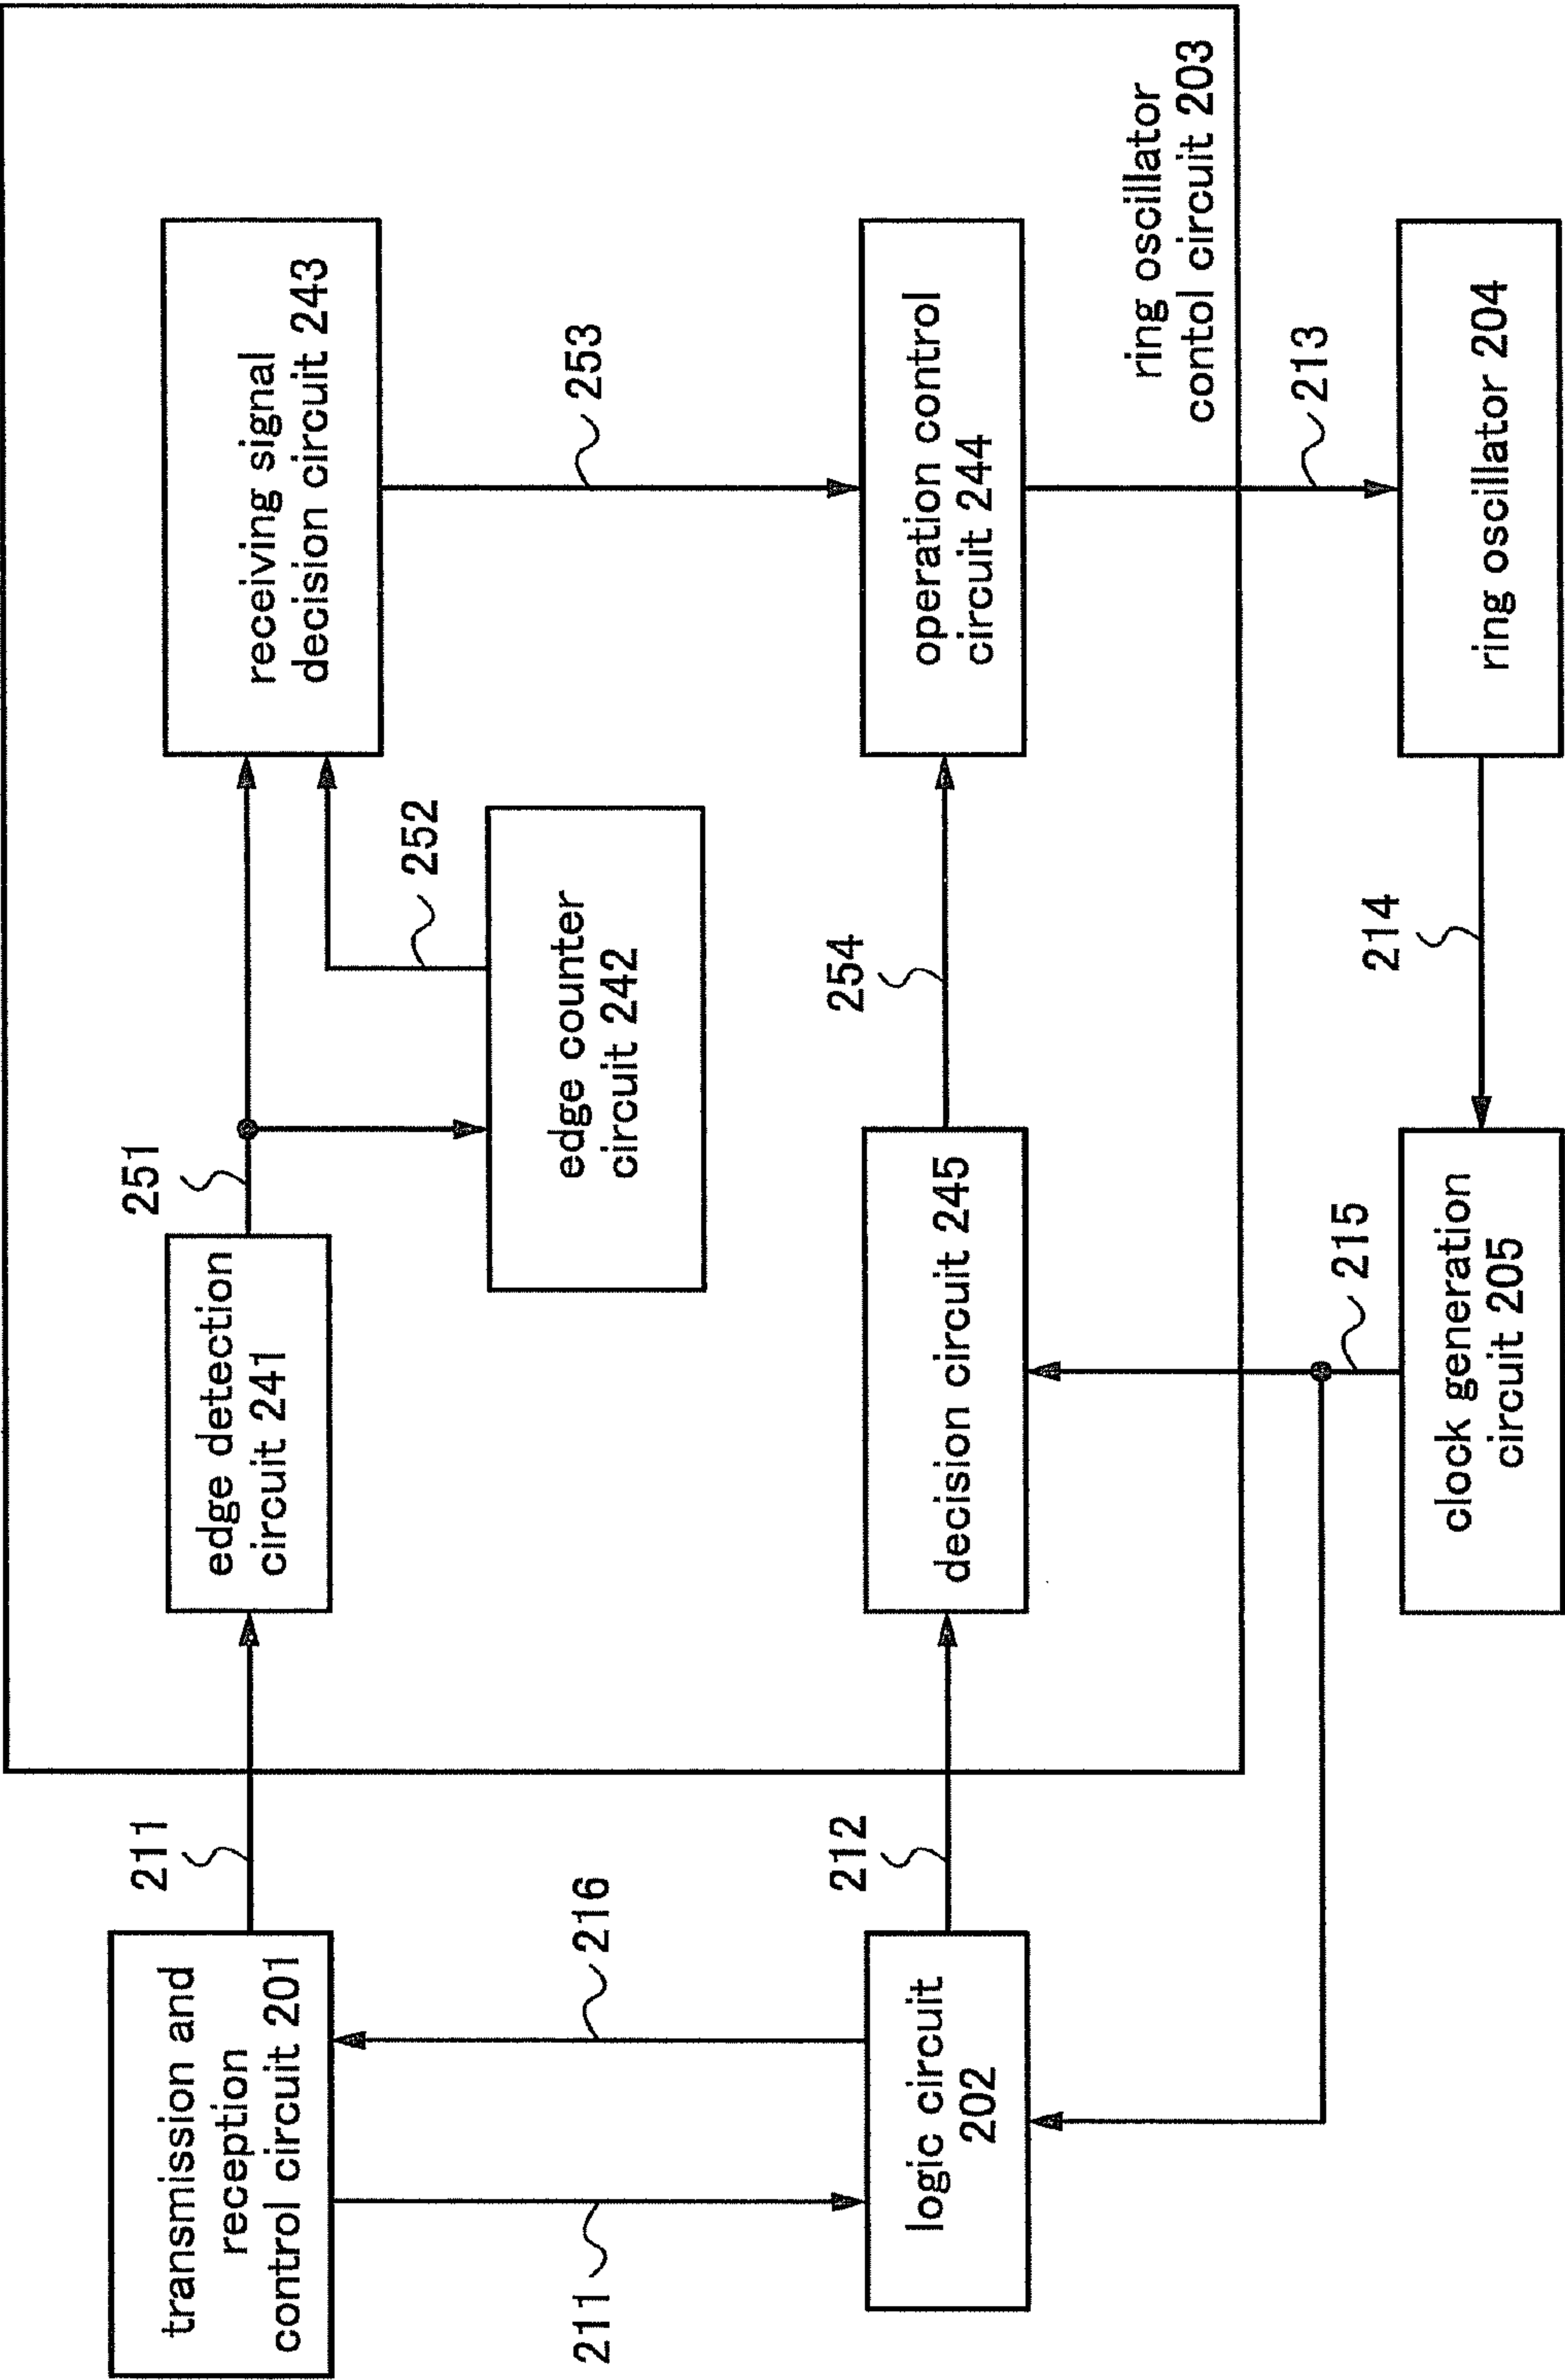 transmission and
reception
control circuit 201
211
edge detection
circuit 241
251
receiving signal
decision circuit 243
252
edge counter
circuit 242
211
216
253
logic circuit
202
212
decision circuit 245
254
operation control
circuit 244
ring oscillator
contol circuit 203
215
213
clock generation
circuit 205
214
ring oscillator 204